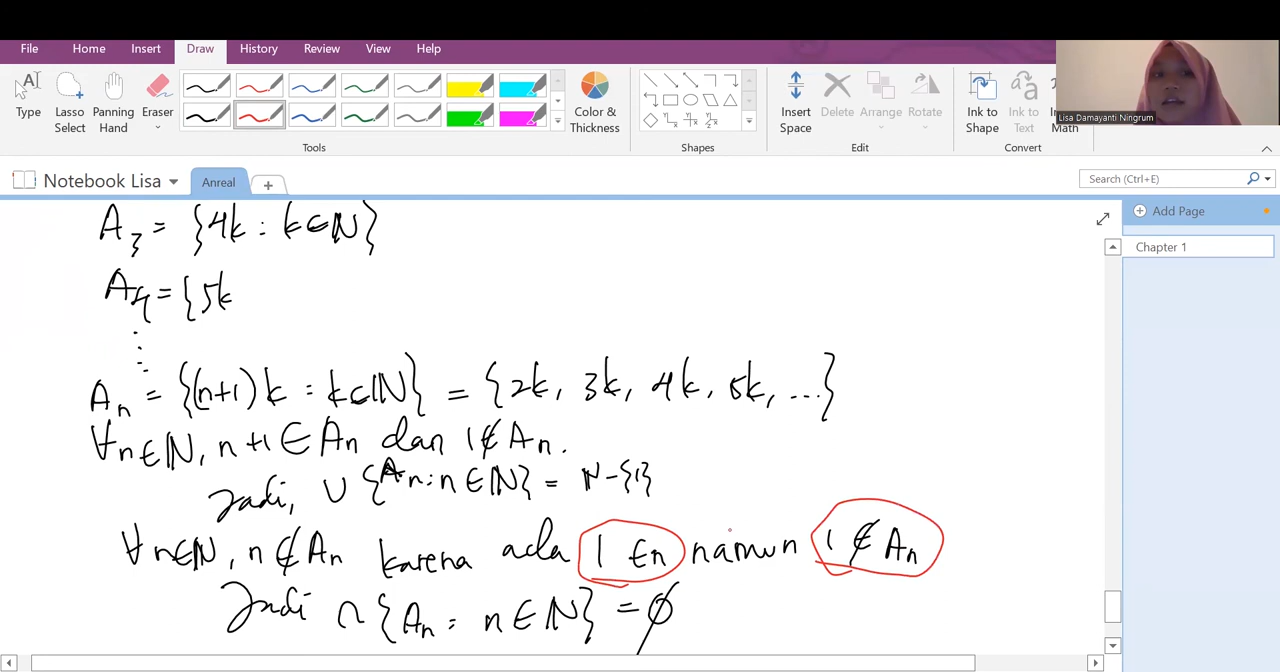 File Home Insert Draw History Review View Help
Type Lasso Select Panning Hand Eraser Color & Thickness Insert Space Delete Arrange Rotate Ink to Shape Ink to Text Math
Lisa Damayanti Ningrum
Tools Shapes Edit Convert
Notebook Lisa Anreal Search (Ctrl+E)
Add Page
Chapter 1
A₃ = {4k : k∈ℕ}
A₄ = {5k
⋮
Aₙ = {(n+1)k : k∈ℕ} = {2k, 3k, 4k, 5k, ...}
∀n∈ℕ, n+1 ∈ Aₙ dan 1∉Aₙ.
Jadi, ∪ {Aₙ : n∈ℕ} = ℕ-{1}
∀n∈ℕ, n∉Aₙ karena ada 1 ∈n namun 1 ∉ Aₙ
Jadi ∩ {Aₙ : n∈ℕ} = ∅